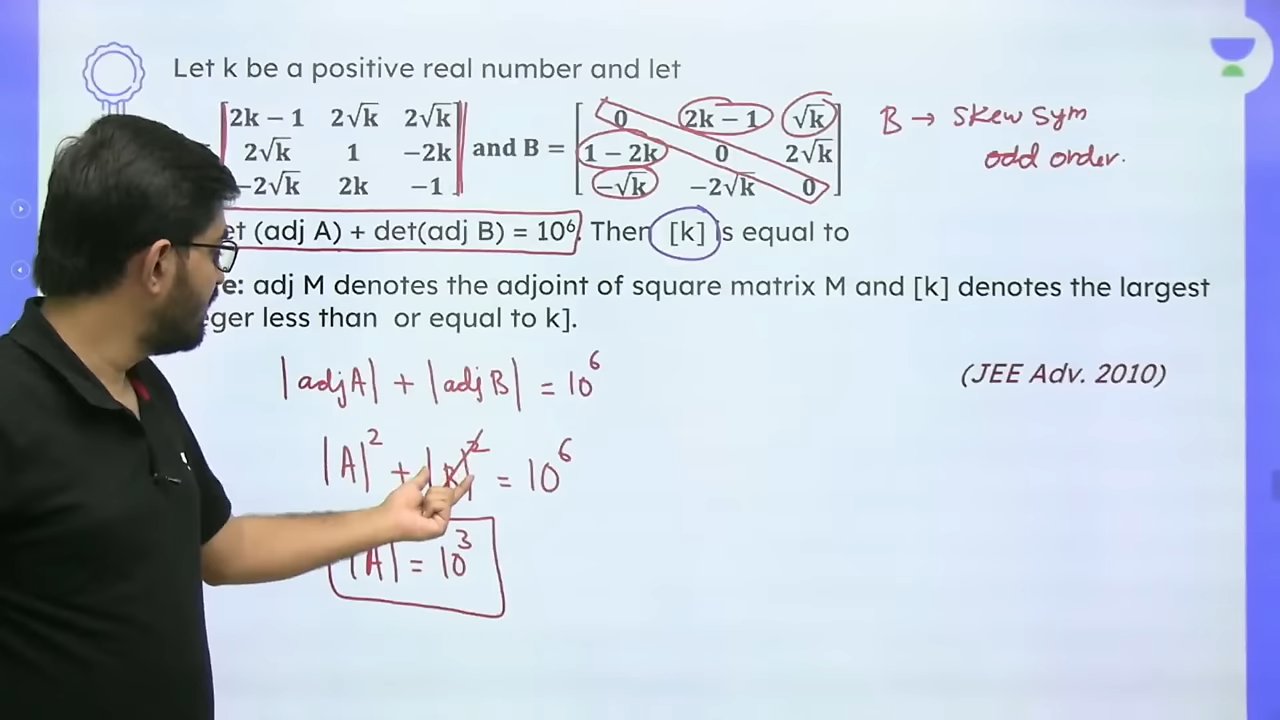 Let k be a positive real number and let
2k − 1 2√k 2√k
2√k 1 −2k
−2√k 2k −1
and B =
0 2k − 1 √k
1 − 2k 0 2√k
−√k −2√k 0
B → Skew Sym
odd order.
(adj A) + det(adj B) = 10⁶. Then [k] is equal to
adj M denotes the adjoint of square matrix M and [k] denotes the largest
less than or equal to k].
(JEE Adv. 2010)
|adj A| + |adj B| = 10⁶
|A|² + |B|² = 10⁶
|A| = 10³